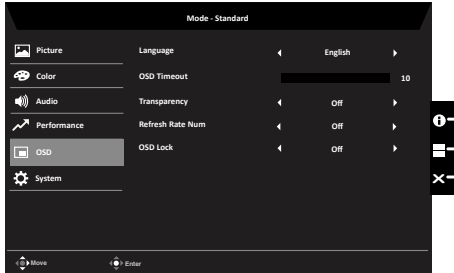 Mode - Standard
Picture
Color
Audio
Performance
OSD
System
Language English
OSD Timeout 10
Transparency Off
Refresh Rate Num Off
OSD Lock Off
Move Enter